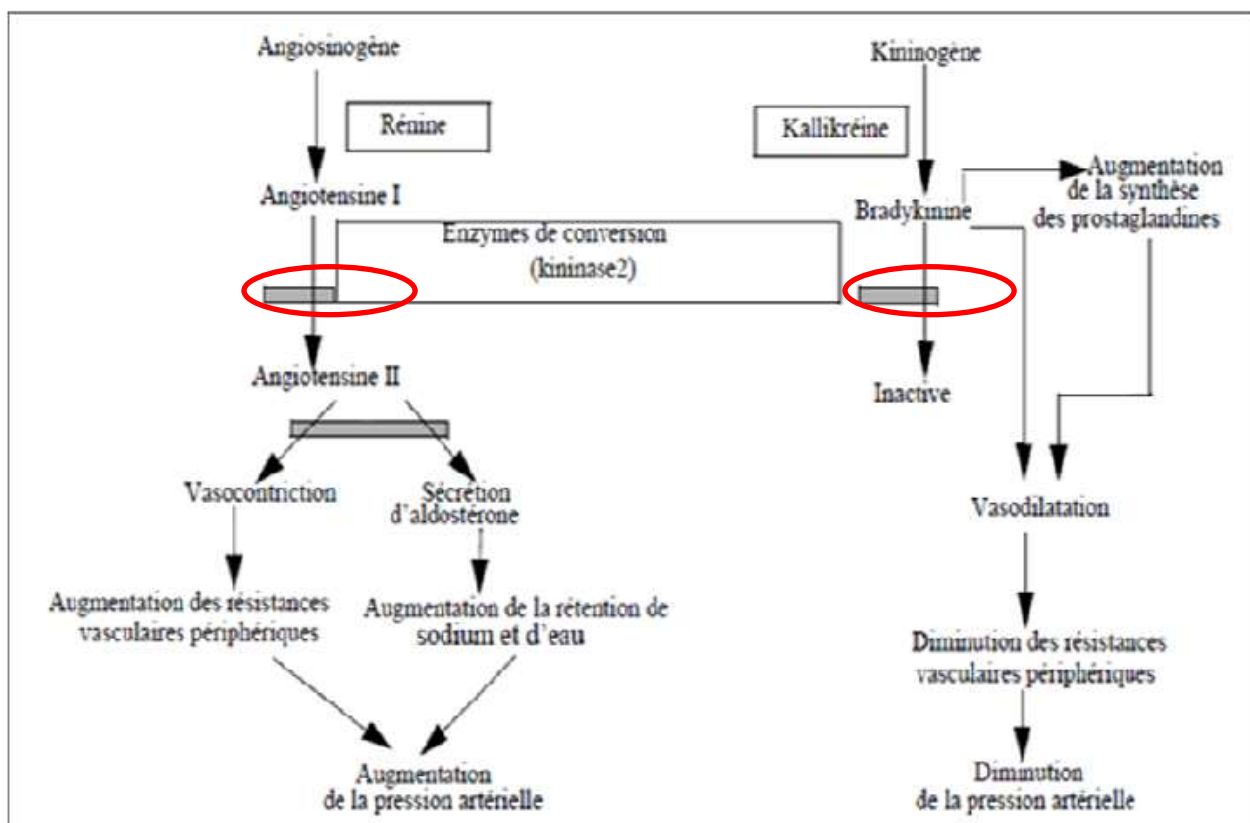 Angiosinogène
Rénine
Angiotensine I
Enzymes de conversion
(kininase2)
Angiotensine II
Vasocontriction
Sécrétion
d'aldostérone
Augmentation des résistances
vasculaires périphériques
Augmentation de la rétention de
sodium et d'eau
Augmentation
de la pression artérielle
Kininogène
Kallikréine
Bradykinine
Augmentation
de la synthèse
des prostaglandines
Inactive
Vasodilatation
Diminution des résistances
vasculaires périphériques
Diminution
de la pression artérielle